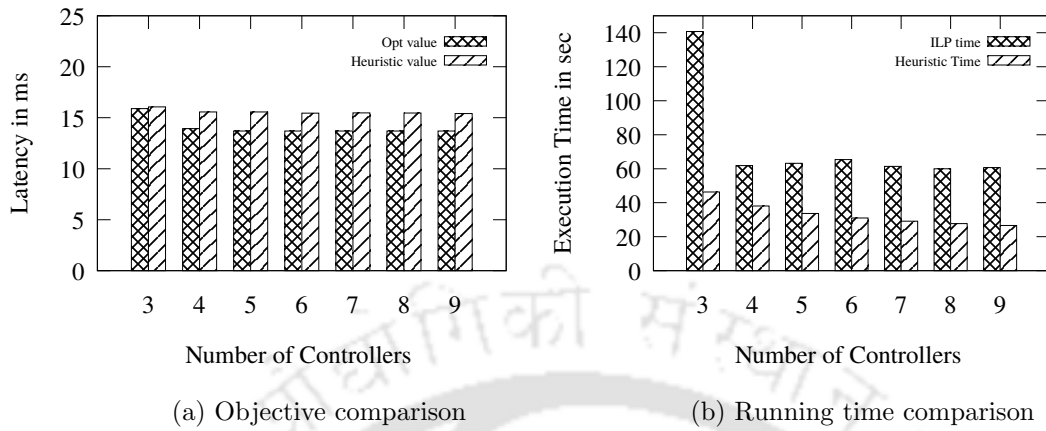 25
20
15
10
5
0
Latency in ms
Opt value
Heuristic value
3 4 5 6 7 8 9
Number of Controllers
(a) Objective comparison
140
120
100
80
60
40
20
0
Execution Time in sec
ILP time
Heuristic Time
3 4 5 6 7 8 9
Number of Controllers
(b) Running time comparison